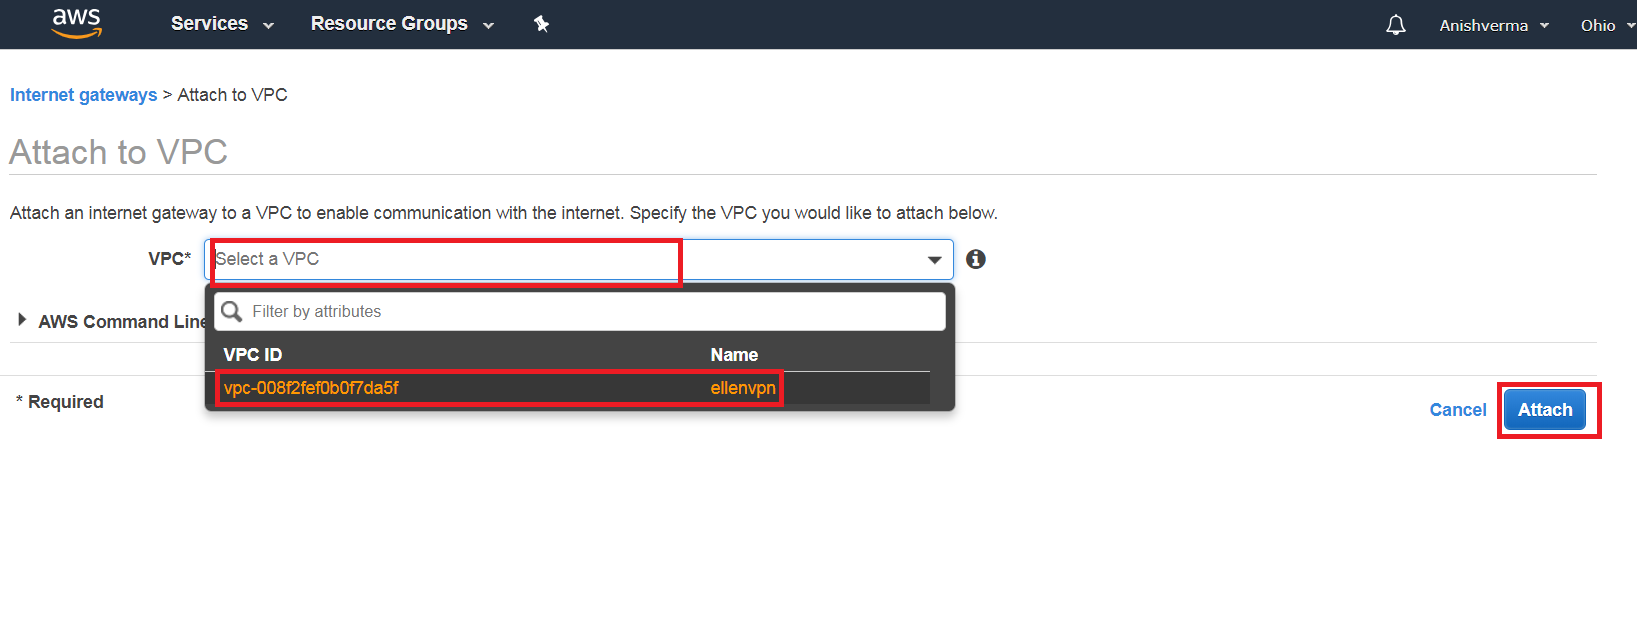 aws Services Resource Groups Anishverma Ohio
Internet gateways > Attach to VPC
Attach to VPC
Attach an internet gateway to a VPC to enable communication with the internet. Specify the VPC you would like to attach below.
VPC* Select a VPC
Filter by attributes
AWS Command Line
VPC ID Name
vpc-008f2fef0b0f7da5f ellenvpn
* Required
Cancel Attach